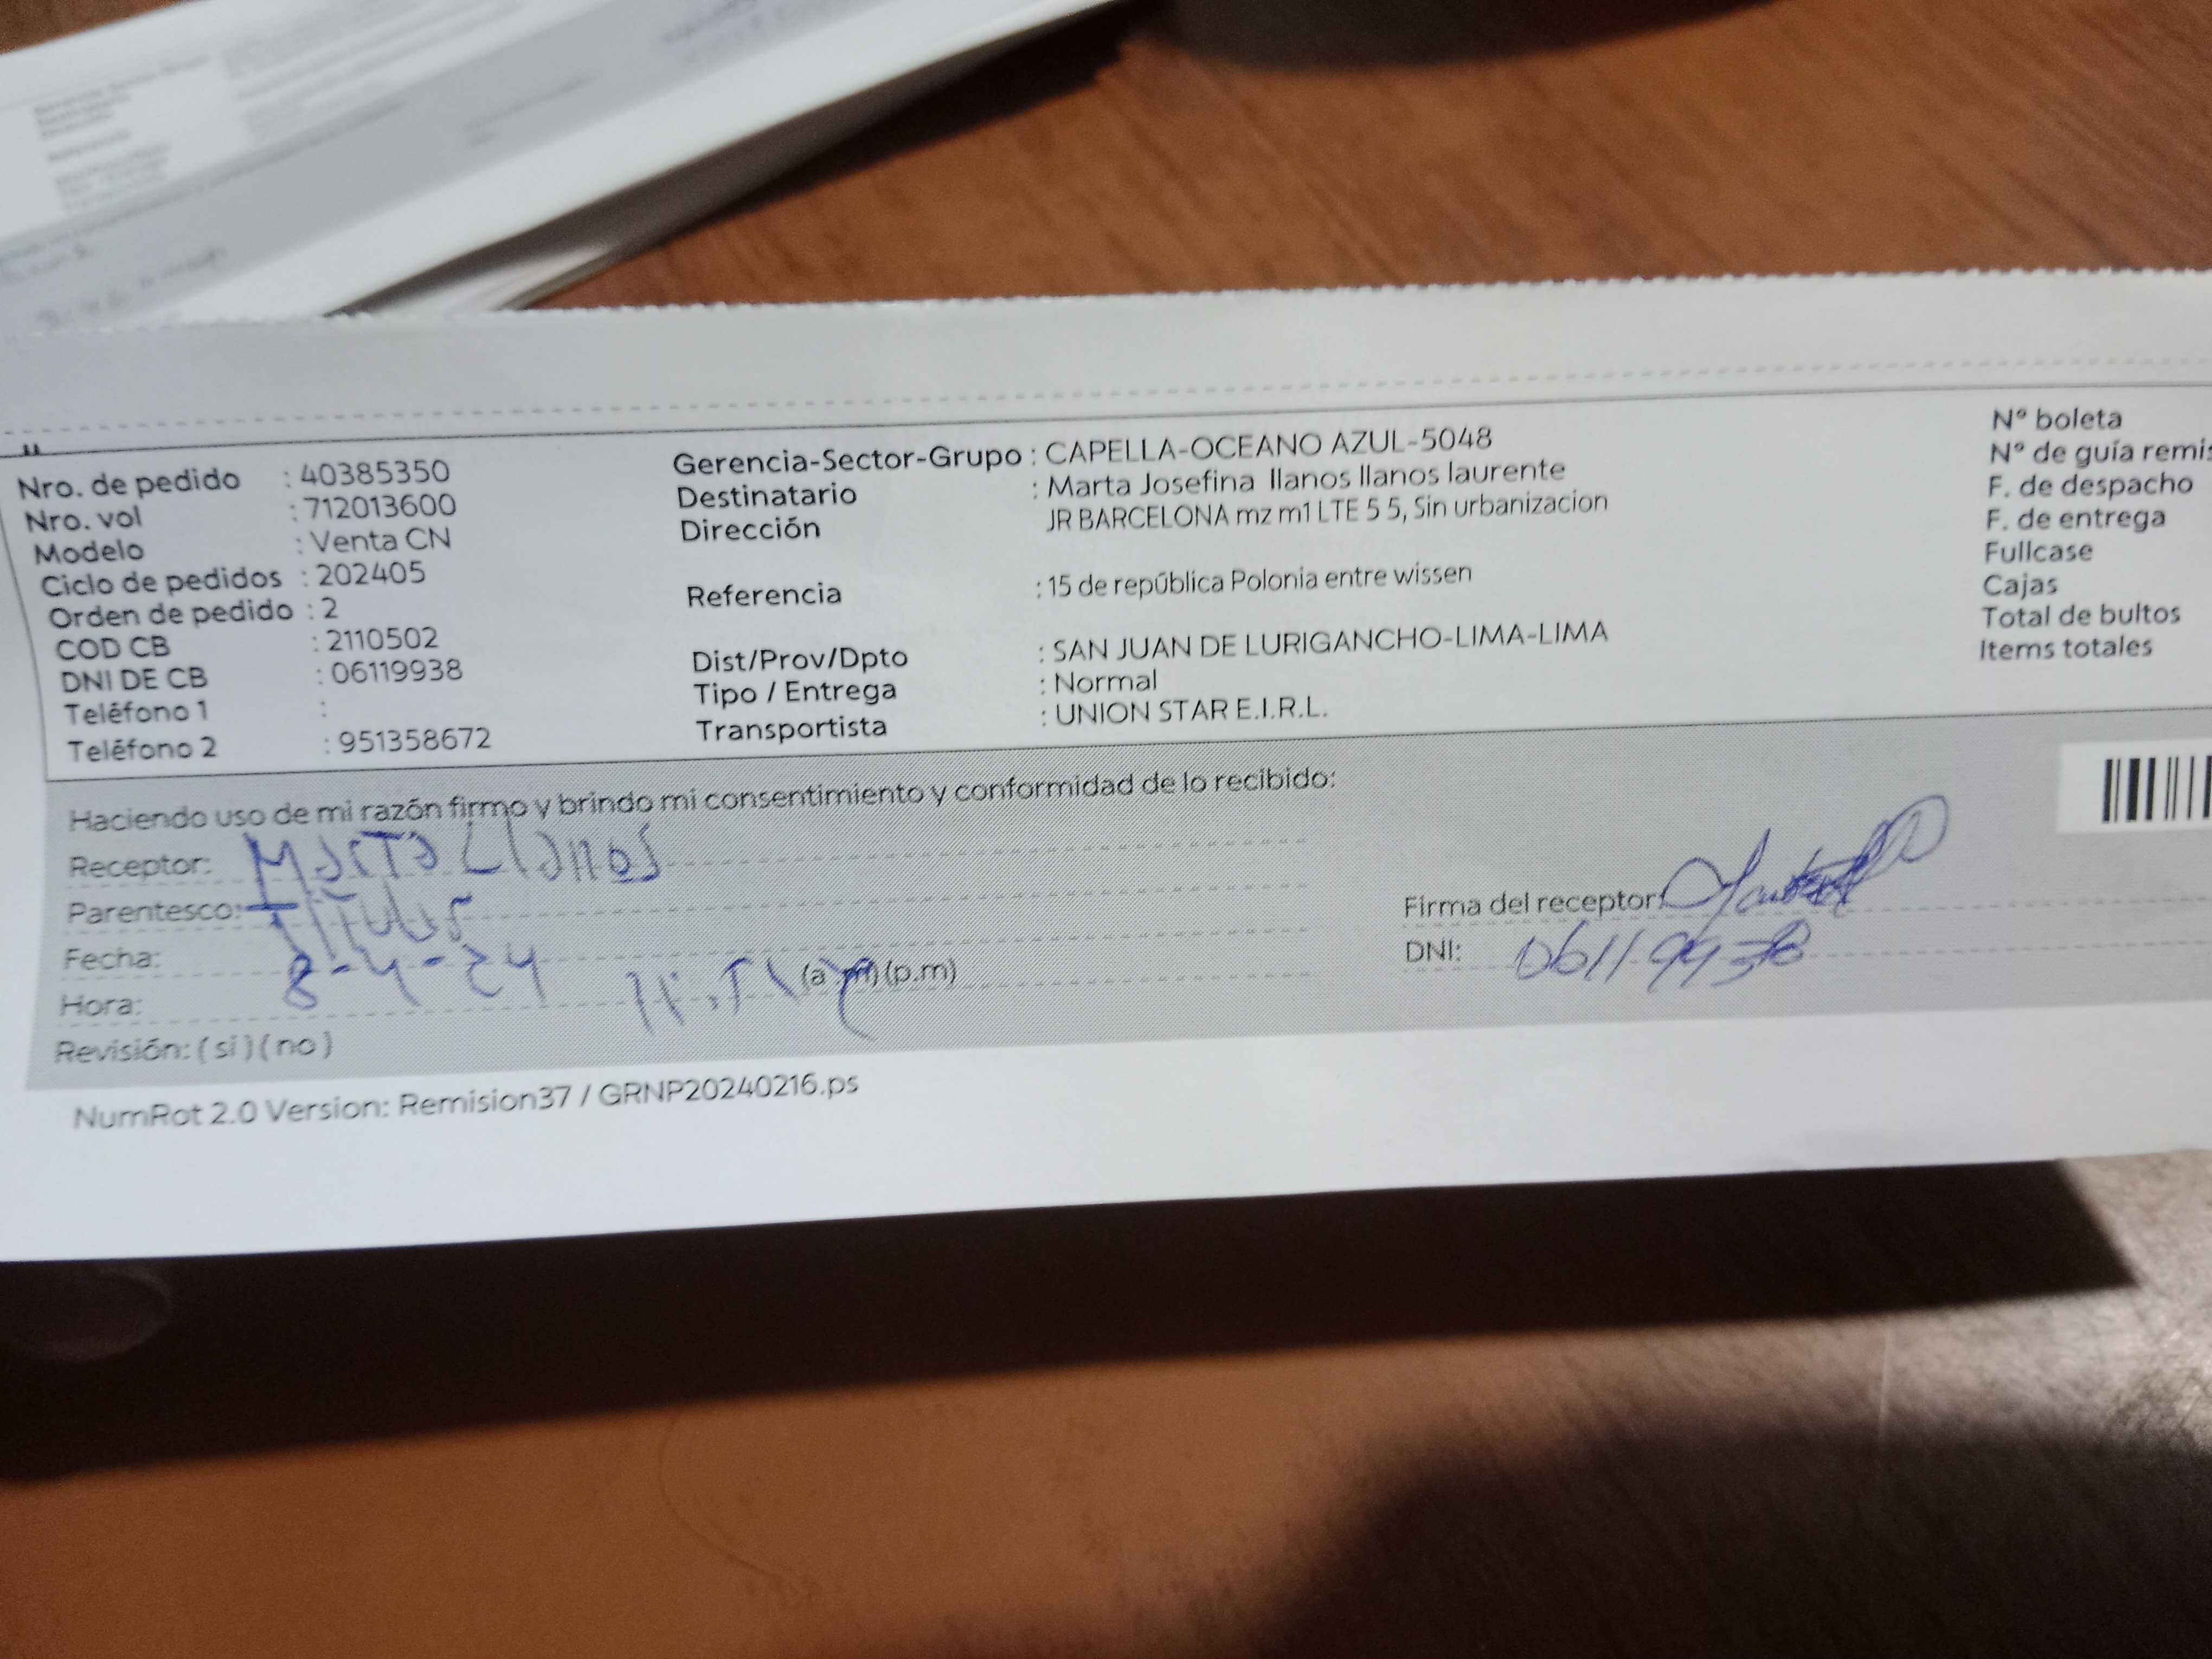 Nro. de pedido : 40385350
Nro. vol : 712013600
Modelo : Venta CN
Ciclo de pedidos : 202405
Orden de pedido : 2
COD CB : 2110502
DNI DE CB : 06119938
Teléfono 1 :
Teléfono 2 : 951358672
Gerencia-Sector-Grupo : CAPELLA-OCEANO AZUL-5048
Destinatario : Marta Josefina llanos llanos laurente
Dirección JR BARCELONA mz m1 LTE 5 5, Sin urbanizacion
Referencia : 15 de república Polonia entre wissen
Dist/Prov/Dpto : SAN JUAN DE LURIGANCHO-LIMA-LIMA
Tipo / Entrega : Normal
Transportista : UNION STAR E.I.R.L.
Nº boleta
Nº de guía remis
F. de despacho
F. de entrega
Fullcase
Cajas
Total de bultos
Items totales
Haciendo uso de mi razón firmo y brindo mi consentimiento y conformidad de lo recibido:
Receptor: Marta Llanos
Parentesco: Titular
Fecha: 8-4-24
Hora: (a.m) (p.m)
Revisión: (si) (no)
Firma del receptor:
DNI: 06119938
NumRot 2.0 Version: Remision37 / GRNP20240216.ps